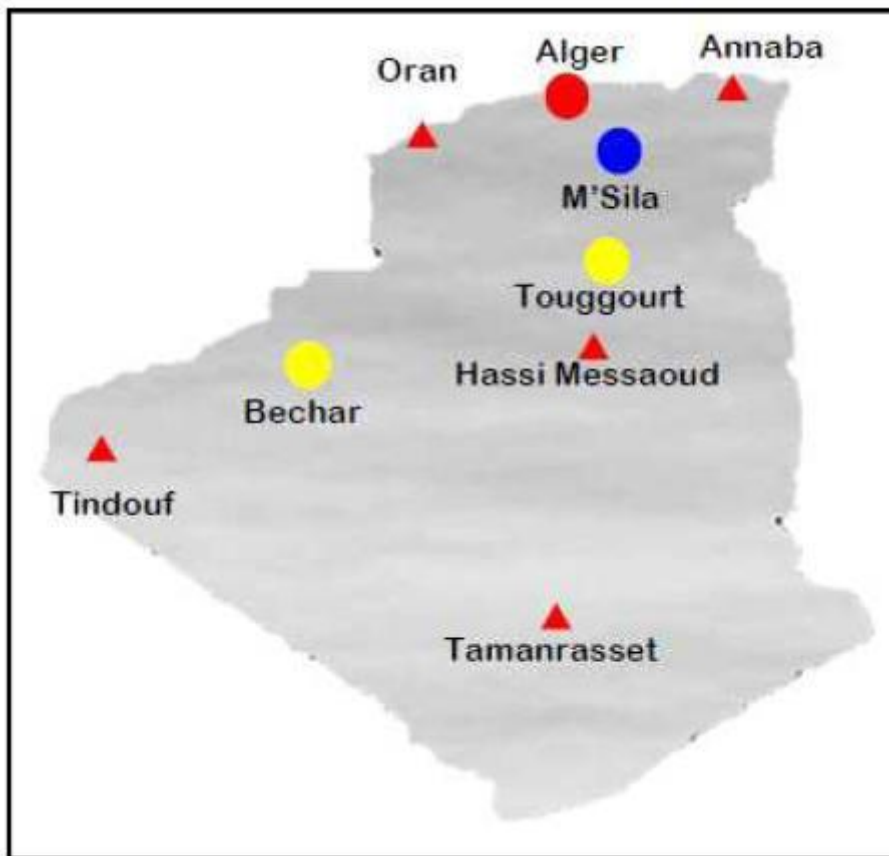 Alger
Annaba
Oran
M'Sila
Touggourt
Hassi Messaoud
Bechar
Tindouf
Tamanrasset